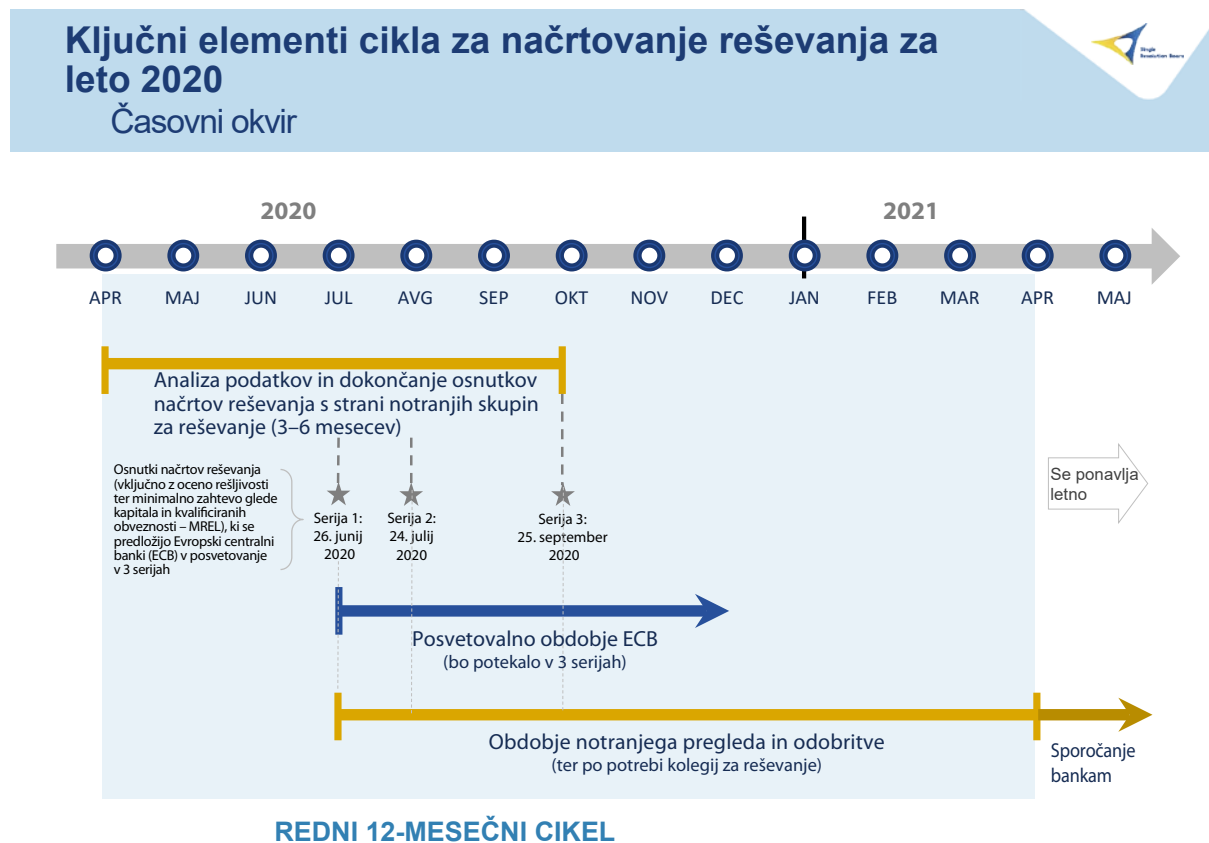 Ključni elementi cikla za načrtovanje reševanja za
leto 2020
Časovni okvir
Single
Resolution Board
2020
2021
APR
MAJ
JUN
JUL
AVG
SEP
OKT
NOV
DEC
JAN
FEB
MAR
APR
MAJ
Analiza podatkov in dokončanje osnutkov
načrtov reševanja s strani notranjih skupin
za reševanje (3–6 mesecev)
Osnutki načrtov reševanja
(vključno z oceno rešljivosti
ter minimalno zahtevo glede
kapitala in kvalificiranih
obveznosti – MREL), ki se
predložijo Evropski centralni
banki (ECB) v posvetovanje
v 3 serijah
Serija 1:
26. junij
2020
Serija 2:
24. julij
2020
Serija 3:
25. september
2020
Se ponavlja
letno
Posvetovalno obdobje ECB
(bo potekalo v 3 serijah)
Obdobje notranjega pregleda in odobritve
(ter po potrebi kolegij za reševanje)
Sporočanje
bankam
REDNI 12-MESEČNI CIKEL